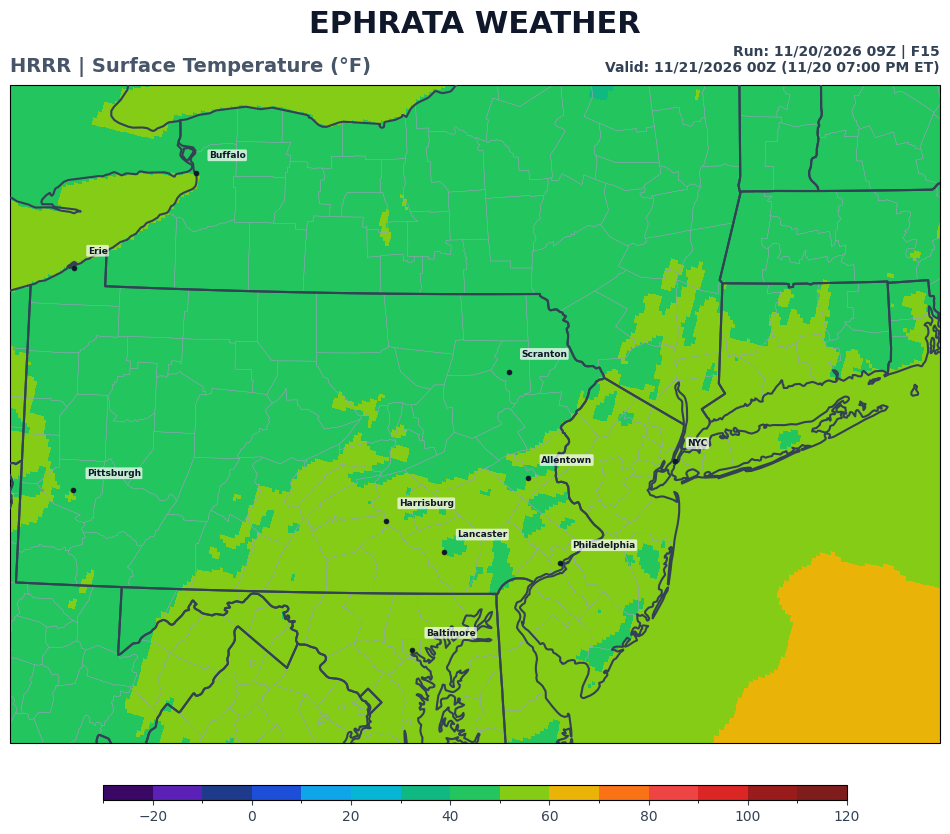 EPHRATA WEATHER
Run: 11/20/2026 09Z | F15
HRRR | Surface Temperature (°F)
Valid: 11/21/2026 00Z (11/20 07:00 PM ET)
Buffalo
Erie
Scranton
NYC
Allentown
Pittsburgh
Harrisburg
Lancaster
Philadelphia
Baltimore
−20 0 20 40 60 80 100 120